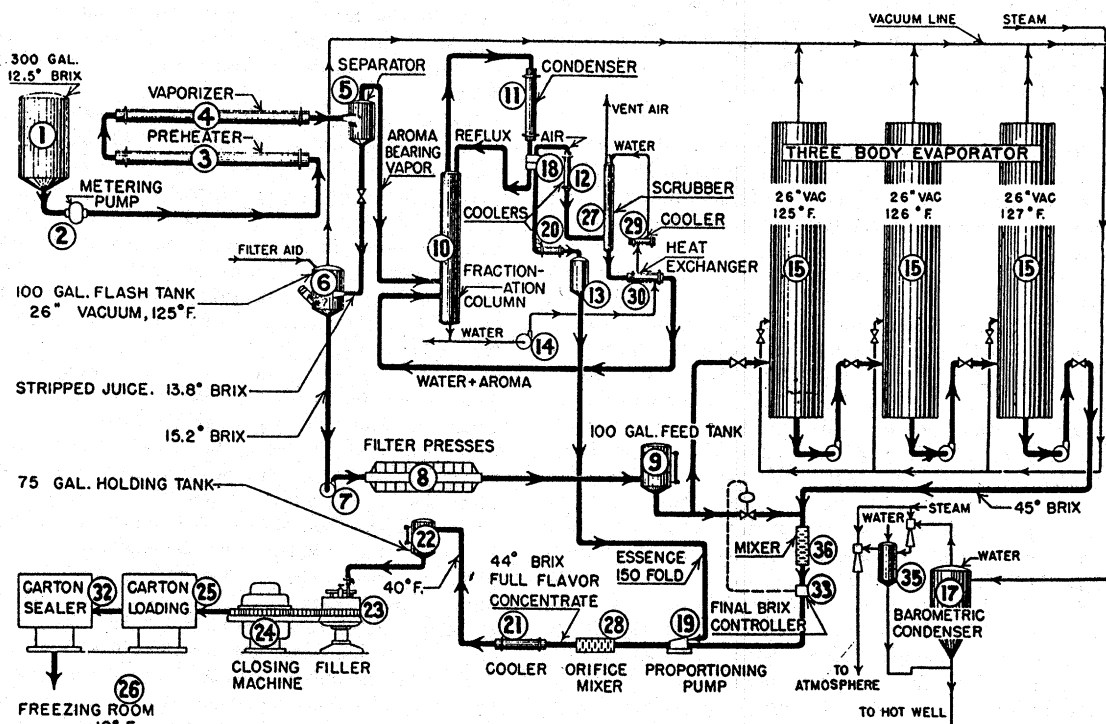 VACUUM LINE
STEAM
300 GAL.
12.5° BRIX
SEPARATOR
5
CONDENSER
11
VAPORIZER
4
1
PREHEATER
3
METERING
PUMP
2
AROMA
BEARING
VAPOR
REFLUX
AIR
VENT AIR
WATER
18
12
SCRUBBER
27
COOLERS
20
29
COOLER
HEAT
EXCHANGER
30
10
13
FRACTION-
ATION
COLUMN
WATER
14
WATER + AROMA
THREE BODY EVAPORATOR
26" VAC
125° F.
26" VAC
126° F.
26" VAC
127° F.
15
15
15
FILTER AID
6
100 GAL. FLASH TANK
26" VACUUM, 125° F.
STRIPPED JUICE. 13.8° BRIX
15.2° BRIX
FILTER PRESSES
8
7
100 GAL. FEED TANK
9
75 GAL. HOLDING TANK
22
40° F.
44° BRIX
FULL FLAVOR
CONCENTRATE
ESSENCE
150 FOLD
MIXER
36
FINAL BRIX
CONTROLLER
33
45° BRIX
STEAM
WATER
35
WATER
17
BAROMETRIC
CONDENSER
TO
ATMOSPHERE
TO HOT WELL
CARTON
SEALER
32
CARTON
LOADING
25
24
CLOSING
MACHINE
23
FILLER
21
COOLER
28
ORIFICE
MIXER
19
PROPORTIONING
PUMP
26
FREEZING ROOM